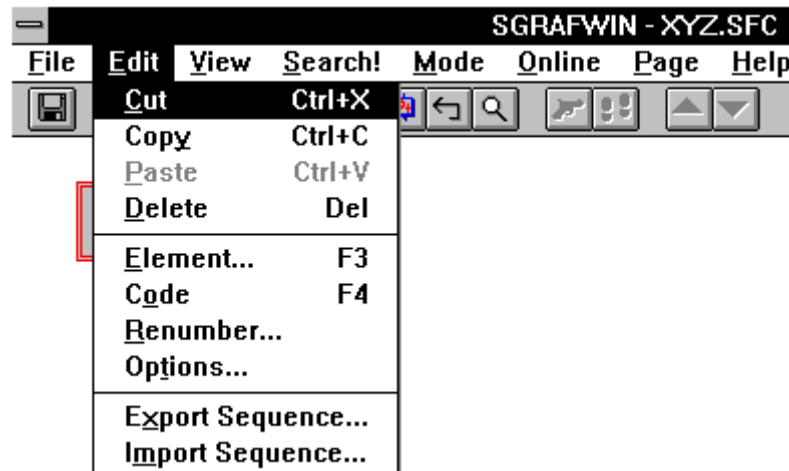 SGRAFWIN - XYZ.SFC
File Edit View Search! Mode Online Page Help
Cut Ctrl+X
Copy Ctrl+C
Paste Ctrl+V
Delete Del
Element... F3
Code F4
Renumber...
Options...
Export Sequence...
Import Sequence...